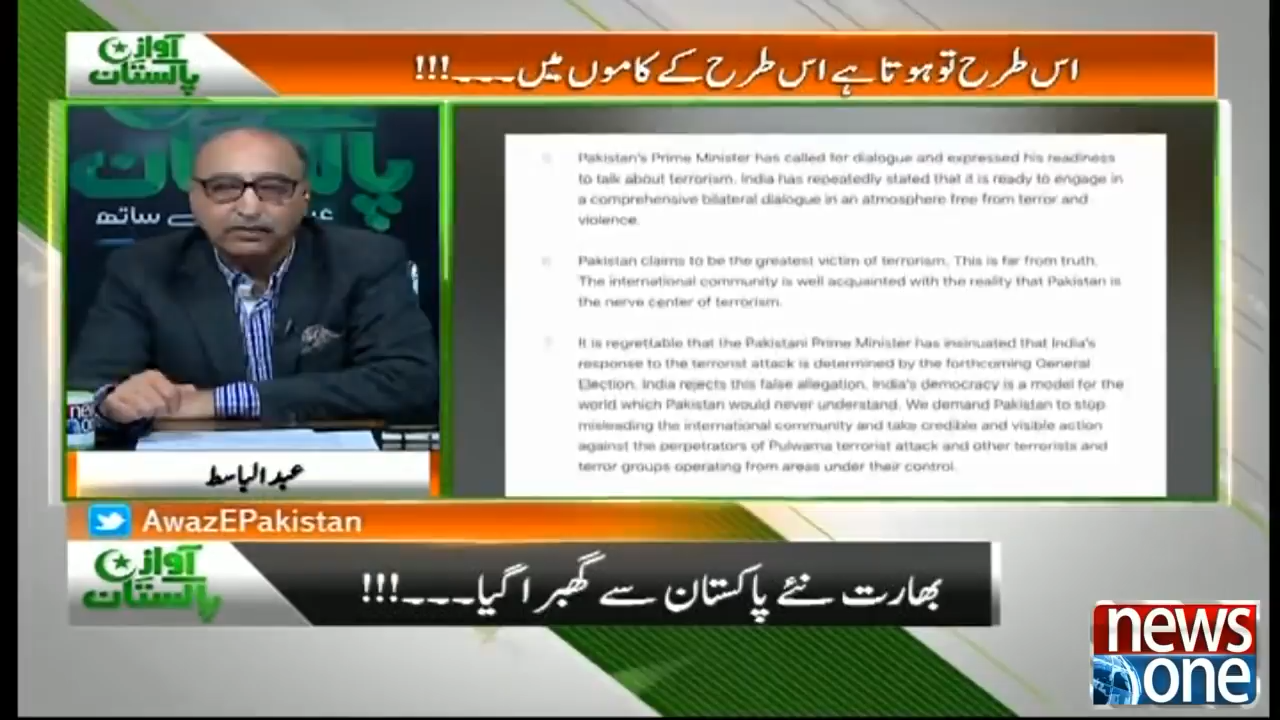 آوازِ
پاکستان
اس طرح تو ہوتا ہے اس طرح کے کاموں میں ۔۔۔۔!!!
پاکستان
کے ساتھ
Pakistan's Prime Minister has called for dialogue and expressed his readiness
to talk about terrorism. India has repeatedly stated that it is ready to engage in
a comprehensive bilateral dialogue in an atmosphere free from terror and
violence.
Pakistan claims to be the greatest victim of terrorism. This is far from truth.
The international community is well acquainted with the reality that Pakistan is
the nerve center of terrorism.
It is regrettable that the Pakistani Prime Minister has insinuated that India's
response to the terrorist attack is determined by the forthcoming General
Election. India rejects this false allegation. India's democracy is a model for the
world which Pakistan would never understand. We demand Pakistan to stop
misleading the international community and take credible and visible action
against the perpetrators of Pulwama terrorist attack and other terrorists and
terror groups operating from areas under their control.
عبدالباسط
AwazEPakistan
آوازِ
پاکستان
بھارت نئے پاکستان سے گھبرا گیا ۔۔۔۔!!!
news
one